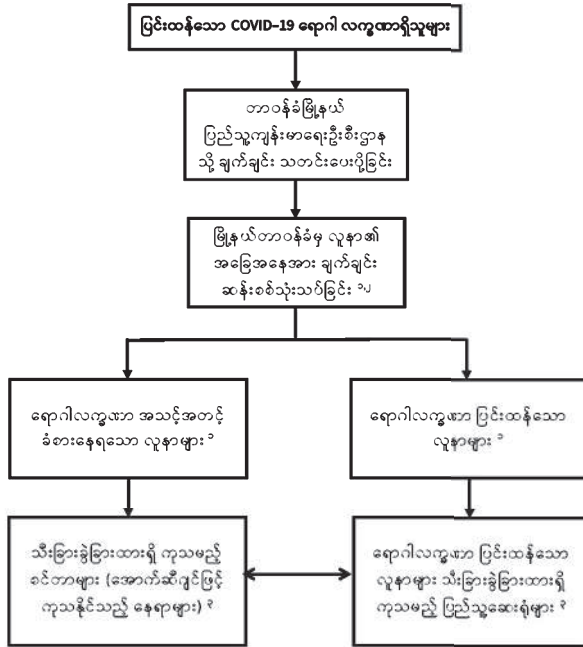 ပြင်းထန်သော COVID–19 ရောဂါ လက္ခဏာရှိသူများ
တာဝန်ခံမြို့နယ်
ပြည်သူ့ကျန်းမာရေးဦးစီးဌာန
သို့ ချက်ချင်း သတင်းပေးပို့ခြင်း
မြို့နယ်တာဝန်ခံမှ လူနာ၏
အခြေအနေအား ချက်ချင်း
ဆန်းစစ်သုံးသပ်ခြင်း ၁,၂
ရောဂါလက္ခဏာ အသင့်အတင့်
ခံစားနေရသော လူနာများ ၁
ရောဂါလက္ခဏာ ပြင်းထန်သော
လူနာများ ၁
သီးခြားခွဲခြားထားရှိ ကုသမည့်
စင်တာများ (အောက်ဆီဂျင်ဖြင့်
ကုသနိုင်သည့် နေရာများ) ၃
ရောဂါလက္ခဏာ ပြင်းထန်သော
လူနာများ သီးခြားခွဲခြားထားရှိ
ကုသမည့် ပြည်သူ့ဆေးရုံများ ၃